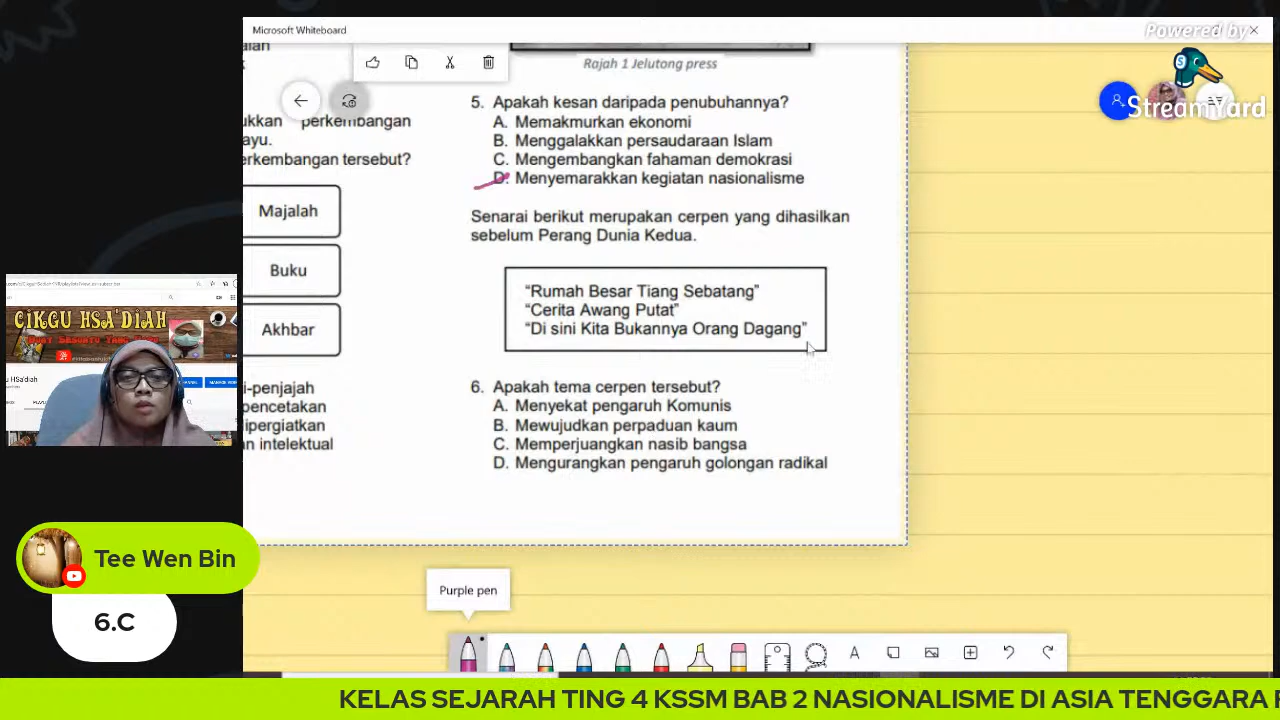 Microsoft Whiteboard
Powered by
StreamYard
Rajah 1 Jelutong press
5. Apakah kesan daripada penubuhannya?
A. Memakmurkan ekonomi
B. Menggalakkan persaudaraan Islam
C. Mengembangkan fahaman demokrasi
D. Menyemarakkan kegiatan nasionalisme
Senarai berikut merupakan cerpen yang dihasilkan
sebelum Perang Dunia Kedua.
“Rumah Besar Tiang Sebatang”
“Cerita Awang Putat”
“Di sini Kita Bukannya Orang Dagang”
6. Apakah tema cerpen tersebut?
A. Menyekat pengaruh Komunis
B. Mewujudkan perpaduan kaum
C. Memperjuangkan nasib bangsa
D. Mengurangkan pengaruh golongan radikal
alah
ukkan perkembangan
ayu.
erkembangan tersebut?
Majalah
Buku
Akhbar
i-penjajah
pencetakan
dipergiatkan
an intelektual
CIKGU HSA'DIAH
Tee Wen Bin
6.C
Purple pen
KELAS SEJARAH TING 4 KSSM BAB 2 NASIONALISME DI ASIA TENGGARA